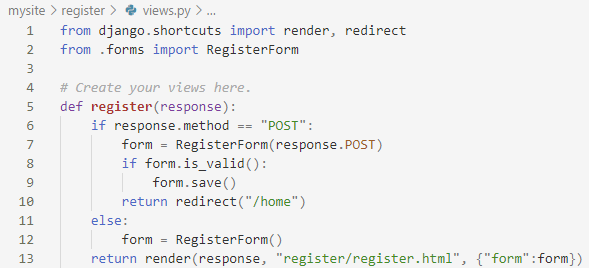 mysite > register > views.py > ...
1 from django.shortcuts import render, redirect
2 from .forms import RegisterForm
3
4 # Create your views here.
5 def register(response):
6     if response.method == "POST":
7         form = RegisterForm(response.POST)
8         if form.is_valid():
9             form.save()
10         return redirect("/home")
11     else:
12         form = RegisterForm()
13     return render(response, "register/register.html", {"form":form})